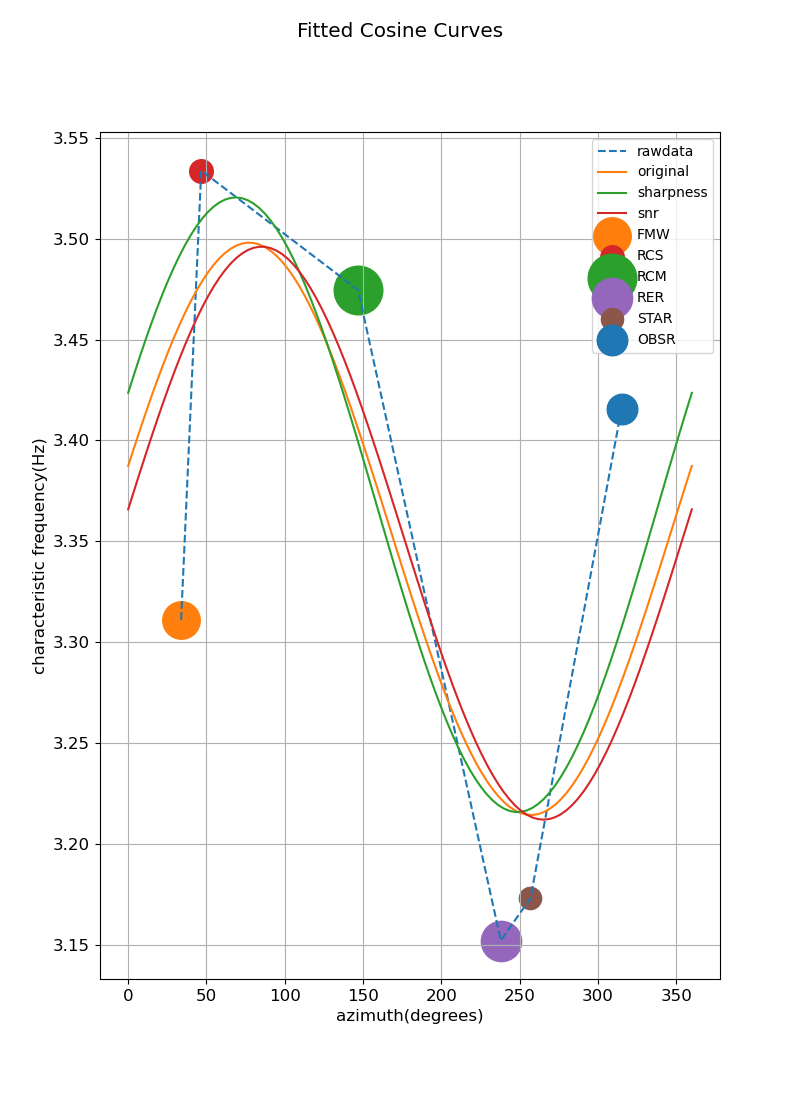 Fitted Cosine Curves
3.55
3.50
3.45
3.40
3.35
3.30
3.25
3.20
3.15
characteristic frequency(Hz)
rawdata
original
sharpness
snr
FMW
RCS
RCM
RER
STAR
OBSR
0 50 100 150 200 250 300 350
azimuth(degrees)